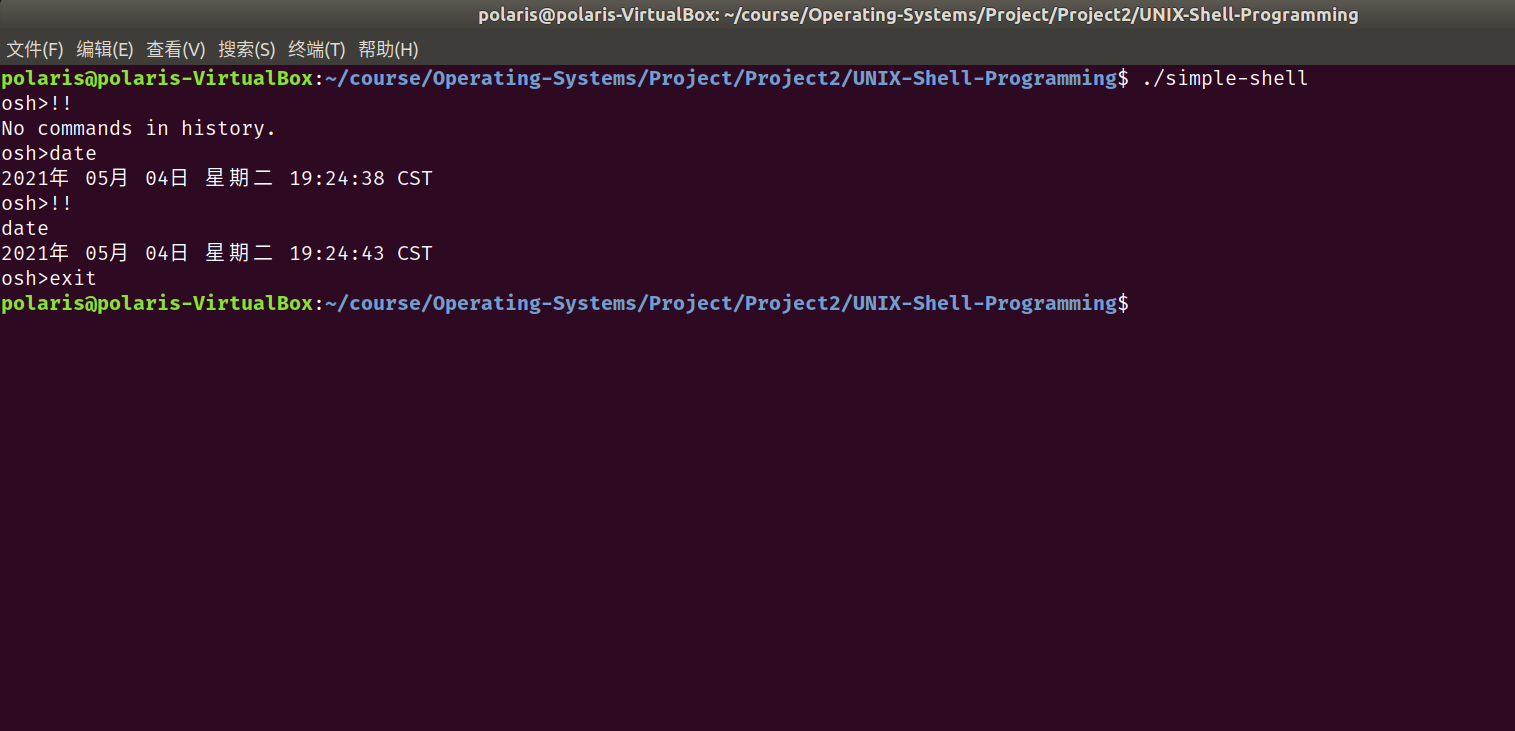 polaris@polaris-VirtualBox: ~/course/Operating-Systems/Project/Project2/UNIX-Shell-Programming
文件(F) 编辑(E) 查看(V) 搜索(S) 终端(T) 帮助(H)
polaris@polaris-VirtualBox:~/course/Operating-Systems/Project/Project2/UNIX-Shell-Programming$ ./simple-shell
osh>!!
No commands in history.
osh>date
2021年 05月 04日 星期二 19:24:38 CST
osh>!!
date
2021年 05月 04日 星期二 19:24:43 CST
osh>exit
polaris@polaris-VirtualBox:~/course/Operating-Systems/Project/Project2/UNIX-Shell-Programming$